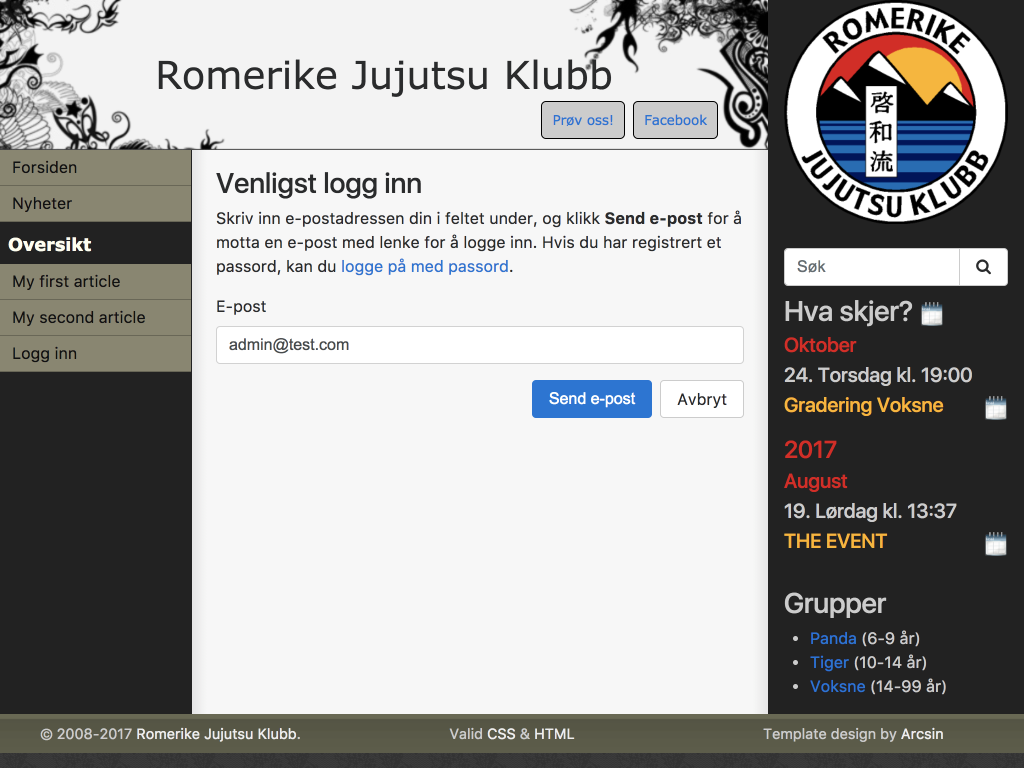 Romerike Jujutsu Klubb
Prøv oss!
Facebook
Forsiden
Nyheter
Oversikt
My first article
My second article
Logg inn
Venligst logg inn
Skriv inn e-postadressen din i feltet under, og klikk Send e-post for å
motta en e-post med lenke for å logge inn. Hvis du har registrert et
passord, kan du logge på med passord.
E-post
admin@test.com
Send e-post
Avbryt
ROMERIKE
啓和流
JUJUTSU KLUBB
Søk
Hva skjer?
Oktober
24. Torsdag kl. 19:00
Gradering Voksne
2017
August
19. Lørdag kl. 13:37
THE EVENT
Grupper
Panda (6-9 år)
Tiger (10-14 år)
Voksne (14-99 år)
© 2008-2017 Romerike Jujutsu Klubb.
Valid CSS & HTML
Template design by Arcsin